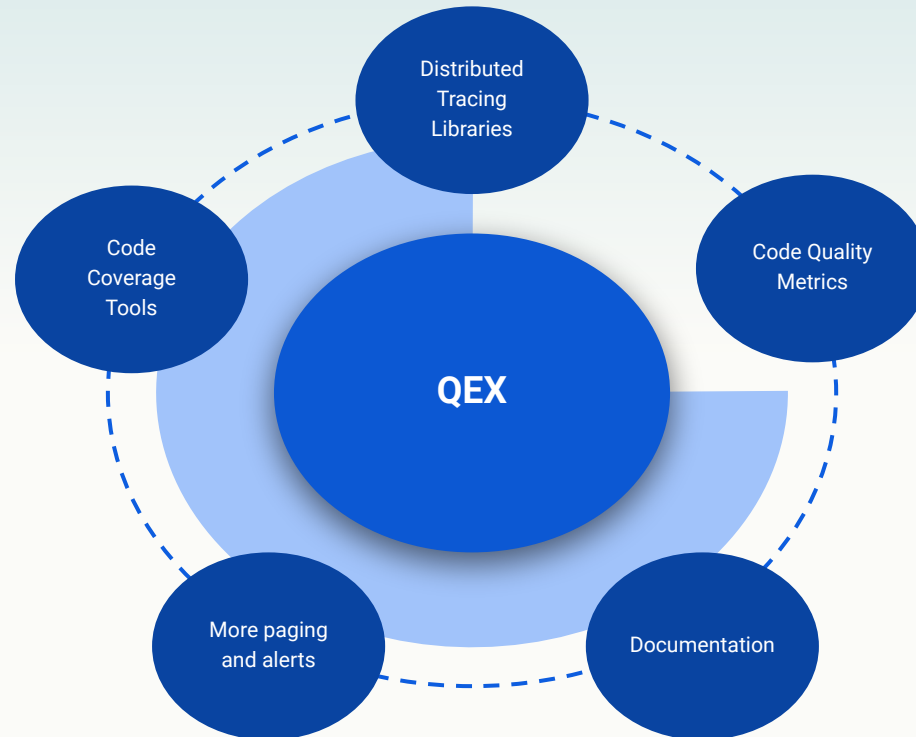 Distributed
Tracing
Libraries
Code
Coverage
Tools
Code Quality
Metrics
QEX
More paging
and alerts
Documentation